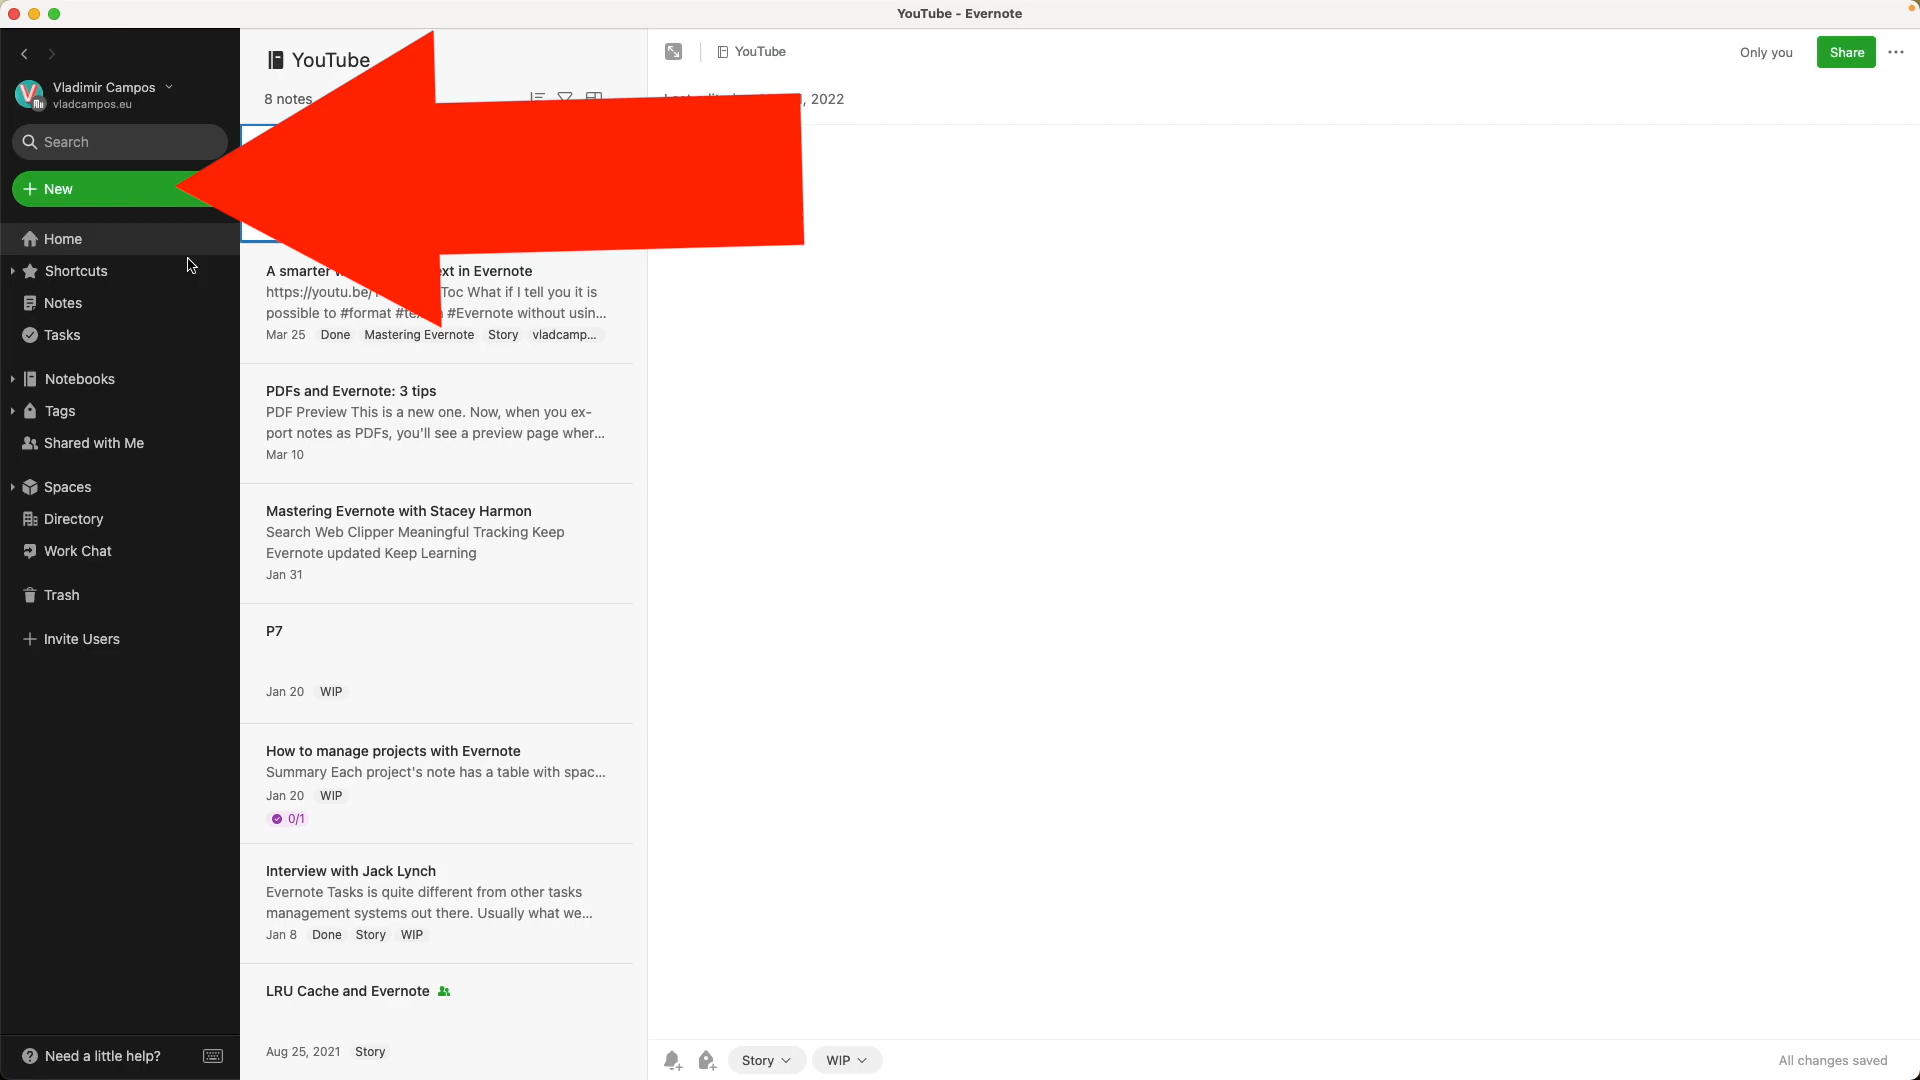 YouTube - Evernote
Vladimir Campos
vladcampos.eu
Search
New
Home
Shortcuts
Notes
Tasks
Notebooks
Tags
Shared with Me
Spaces
Directory
Work Chat
Trash
Invite Users
Need a little help?
YouTube
8 notes
A smarter in Evernote
https://youtu.be/ Toc What if I tell you it is
possible to #format #Evernote without usin...
Mar 25 Done Mastering Evernote Story vladcamp...
PDFs and Evernote: 3 tips
PDF Preview This is a new one. Now, when you ex-
port notes as PDFs, you'll see a preview page wher...
Mar 10
Mastering Evernote with Stacey Harmon
Search Web Clipper Meaningful Tracking Keep
Evernote updated Keep Learning
Jan 31
P7
Jan 20 WIP
How to manage projects with Evernote
Summary Each project's note has a table with spac...
Jan 20 WIP
0/1
Interview with Jack Lynch
Evernote Tasks is quite different from other tasks
management systems out there. Usually what we...
Jan 8 Done Story WIP
LRU Cache and Evernote
Aug 25, 2021 Story
YouTube
Only you
Share
, 2022
Story
WIP
All changes saved